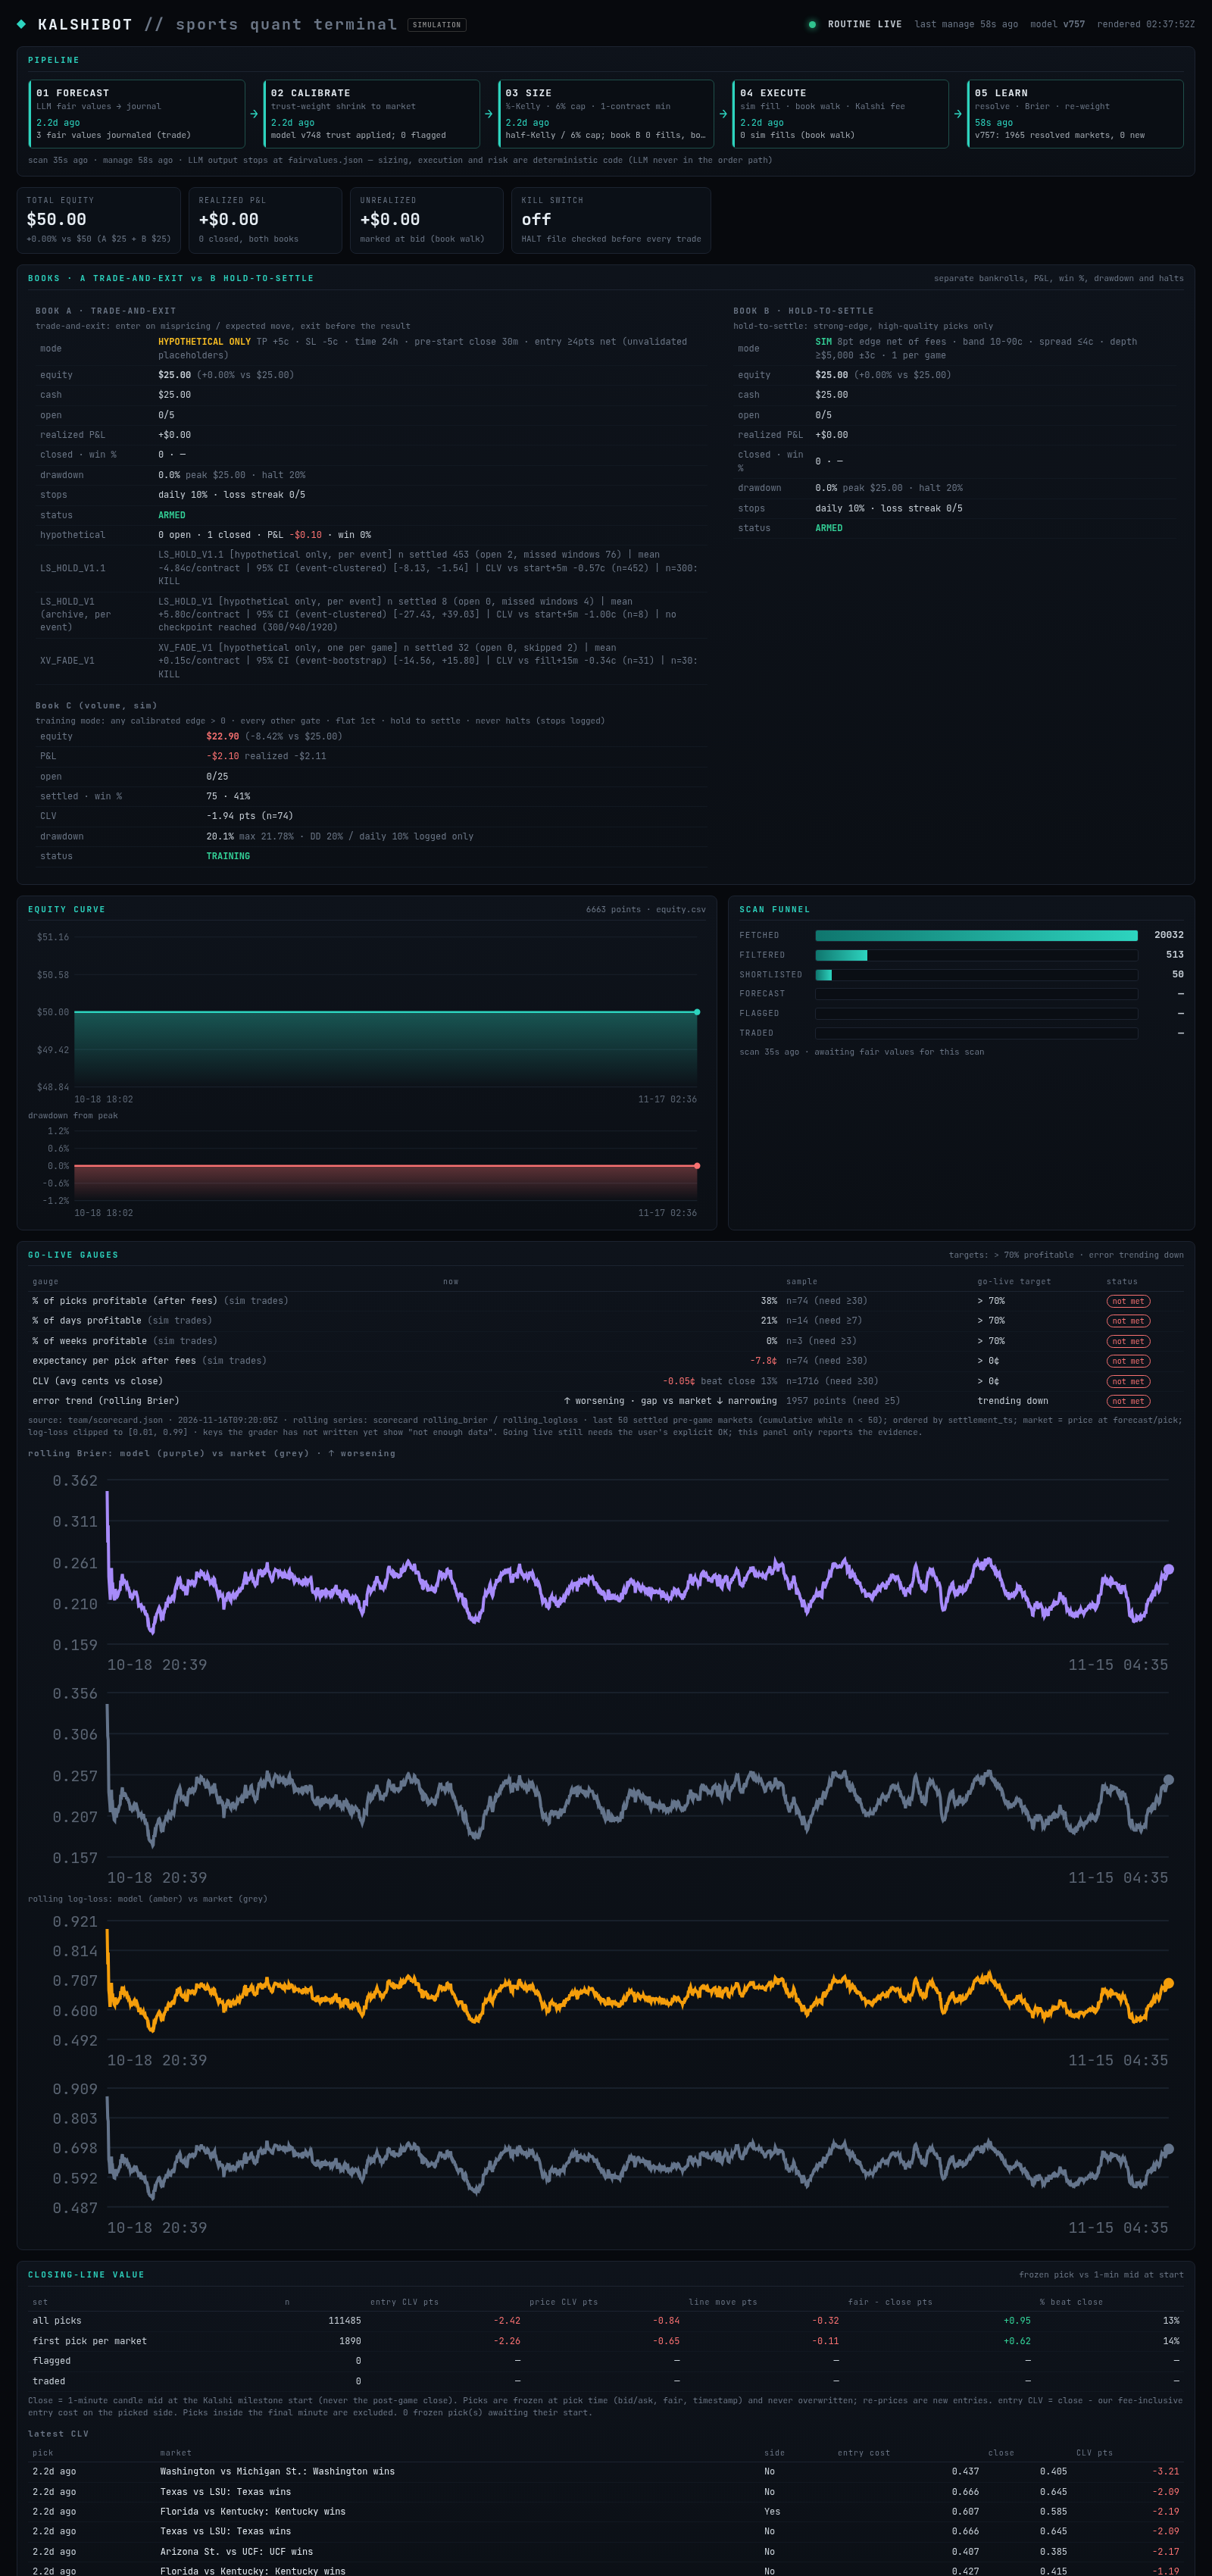 ◆ KALSHIBOT // sports quant terminal SIMULATION
ROUTINE LIVE last manage 58s ago model v757 rendered 02:37:52Z
PIPELINE
01 FORECAST
LLM fair values → journal
2.2d ago
3 fair values journaled (trade)
→
02 CALIBRATE
trust-weight shrink to market
2.2d ago
model v748 trust applied; 0 flagged
→
03 SIZE
½-Kelly · 6% cap · 1-contract min
2.2d ago
half-Kelly / 6% cap; book B 0 fills, bo…
→
04 EXECUTE
sim fill · book walk · Kalshi fee
2.2d ago
0 sim fills (book walk)
→
05 LEARN
resolve · Brier · re-weight
58s ago
v757: 1965 resolved markets, 0 new
scan 35s ago · manage 58s ago · LLM output stops at fairvalues.json — sizing, execution and risk are deterministic code (LLM never in the order path)
TOTAL EQUITY
$50.00
+0.00% vs $50 (A $25 + B $25)
REALIZED P&L
+$0.00
0 closed, both books
UNREALIZED
+$0.00
marked at bid (book walk)
KILL SWITCH
off
HALT file checked before every trade
BOOKS · A TRADE-AND-EXIT vs B HOLD-TO-SETTLE
separate bankrolls, P&L, win %, drawdown and halts
BOOK A · TRADE-AND-EXIT
trade-and-exit: enter on mispricing / expected move, exit before the result
mode HYPOTHETICAL ONLY TP +5c · SL -5c · time 24h · pre-start close 30m · entry ≥4pts net (unvalidated
placeholders)
equity $25.00 (+0.00% vs $25.00)
cash $25.00
open 0/5
realized P&L +$0.00
closed · win % 0 · —
drawdown 0.0% peak $25.00 · halt 20%
stops daily 10% · loss streak 0/5
status ARMED
hypothetical 0 open · 1 closed · P&L -$0.10 · win 0%
LS_HOLD_V1.1 LS_HOLD_V1.1 [hypothetical only, per event] n settled 453 (open 2, missed windows 76) | mean
-4.84c/contract | 95% CI (event-clustered) [-8.13, -1.54] | CLV vs start+5m -0.57c (n=452) | n=300:
KILL
LS_HOLD_V1 (archive, per event) LS_HOLD_V1 [hypothetical only, per event] n settled 8 (open 0, missed windows 4) | mean
+5.80c/contract | 95% CI (event-clustered) [-27.43, +39.03] | CLV vs start+5m -1.00c (n=8) | no
checkpoint reached (300/940/1920)
XV_FADE_V1 XV_FADE_V1 [hypothetical only, one per game] n settled 32 (open 0, skipped 2) | mean
+0.15c/contract | 95% CI (event-bootstrap) [-14.56, +15.80] | CLV vs fill+15m -0.34c (n=31) | n=30:
KILL
BOOK B · HOLD-TO-SETTLE
hold-to-settle: strong-edge, high-quality picks only
mode SIM 8pt edge net of fees · band 10-90c · spread ≤4c · depth
≥$5,000 ±3c · 1 per game
equity $25.00 (+0.00% vs $25.00)
cash $25.00
open 0/5
realized P&L +$0.00
closed · win % 0 · —
drawdown 0.0% peak $25.00 · halt 20%
stops daily 10% · loss streak 0/5
status ARMED
Book C (volume, sim)
training mode: any calibrated edge > 0 · every other gate · flat 1ct · hold to settle · never halts (stops logged)
equity $22.90 (-8.42% vs $25.00)
P&L -$2.10 realized -$2.11
open 0/25
settled · win % 75 · 41%
CLV -1.94 pts (n=74)
drawdown 20.1% max 21.78% · DD 20% / daily 10% logged only
status TRAINING
EQUITY CURVE
6663 points · equity.csv
$51.16
$50.58
$50.00
$49.42
$48.84
10-18 18:02 11-17 02:36
drawdown from peak
1.2%
0.6%
0.0%
-0.6%
-1.2%
10-18 18:02 11-17 02:36
SCAN FUNNEL
FETCHED 20032
FILTERED 513
SHORTLISTED 50
FORECAST —
FLAGGED —
TRADED —
scan 35s ago · awaiting fair values for this scan
GO-LIVE GAUGES
targets: > 70% profitable · error trending down
gauge now sample go-live target status
% of picks profitable (after fees) (sim trades) 38% n=74 (need ≥30) > 70% not met
% of days profitable (sim trades) 21% n=14 (need ≥7) > 70% not met
% of weeks profitable (sim trades) 0% n=3 (need ≥3) > 70% not met
expectancy per pick after fees (sim trades) -7.8¢ n=74 (need ≥30) > 0¢ not met
CLV (avg cents vs close) -0.05¢ beat close 13% n=1716 (need ≥30) > 0¢ not met
error trend (rolling Brier) ↑ worsening · gap vs market ↓ narrowing 1957 points (need ≥5) trending down not met
source: team/scorecard.json · 2026-11-16T09:20:05Z · rolling series: scorecard rolling_brier / rolling_logloss · last 50 settled pre-game markets (cumulative while n < 50); ordered by settlement_ts; market = price at forecast/pick;
log-loss clipped to [0.01, 0.99] · keys the grader has not written yet show "not enough data". Going live still needs the user's explicit OK; this panel only reports the evidence.
rolling Brier: model (purple) vs market (grey) · ↑ worsening
0.362
0.311
0.261
0.210
0.159
10-18 20:39 11-15 04:35
0.356
0.306
0.257
0.207
0.157
10-18 20:39 11-15 04:35
rolling log-loss: model (amber) vs market (grey)
0.921
0.814
0.707
0.600
0.492
10-18 20:39 11-15 04:35
0.909
0.803
0.698
0.592
0.487
10-18 20:39 11-15 04:35
CLOSING-LINE VALUE
frozen pick vs 1-min mid at start
set n entry CLV pts price CLV pts line move pts fair - close pts % beat close
all picks 111485 -2.42 -0.84 -0.32 +0.95 13%
first pick per market 1890 -2.26 -0.65 -0.11 +0.62 14%
flagged 0 — — — — —
traded 0 — — — — —
Close = 1-minute candle mid at the Kalshi milestone start (never the post-game close). Picks are frozen at pick time (bid/ask, fair, timestamp) and never overwritten; re-prices are new entries. entry CLV = close - our fee-inclusive
entry cost on the picked side. Picks inside the final minute are excluded. 0 frozen pick(s) awaiting their start.
latest CLV
pick market side entry cost close CLV pts
2.2d ago Washington vs Michigan St.: Washington wins No 0.437 0.405 -3.21
2.2d ago Texas vs LSU: Texas wins No 0.666 0.645 -2.09
2.2d ago Florida vs Kentucky: Kentucky wins Yes 0.607 0.585 -2.19
2.2d ago Texas vs LSU: Texas wins No 0.666 0.645 -2.09
2.2d ago Arizona St. vs UCF: UCF wins No 0.407 0.385 -2.17
2.2d ago Florida vs Kentucky: Kentucky wins No 0.427 0.415 -1.19